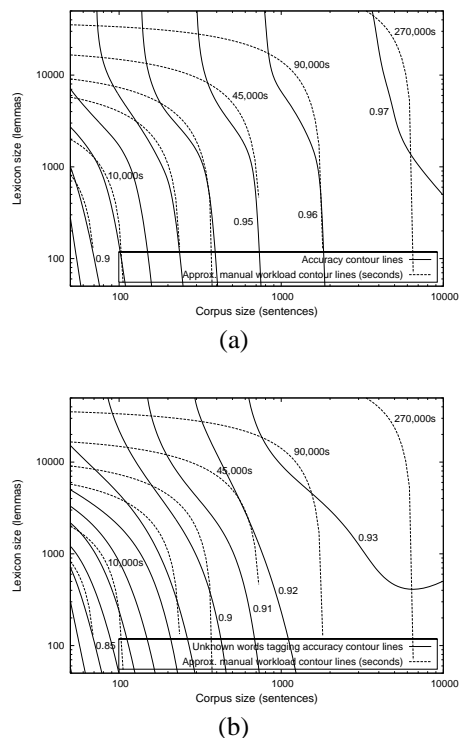 270,000s
90,000s
45,000s
0.97
10,000s
0.95
0.96
0.9
10000
1000
100
Lexicon size (lemmas)
Accuracy contour lines
Approx. manual workload contour lines (seconds)
100
1000
10000
Corpus size (sentences)
(a)
270,000s
90,000s
45,000s
0.93
10,000s
0.92
0.91
0.9
0.85
10000
1000
100
Lexicon size (lemmas)
Unknown words tagging accuracy contour lines
Approx. manual workload contour lines (seconds)
100
1000
10000
Corpus size (sentences)
(b)